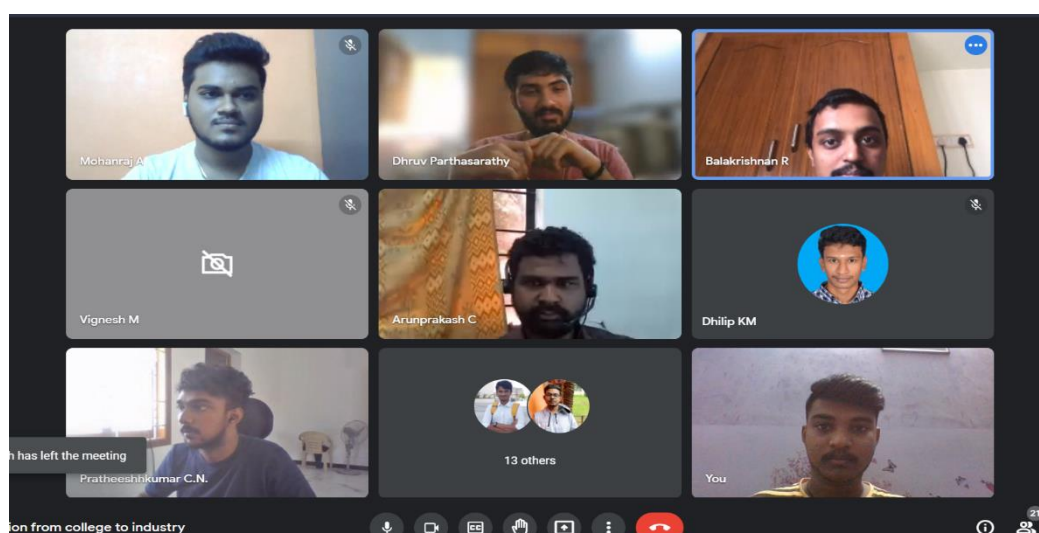 Mohanraj A
Dhruv Parthasarathy
Balakrishnan R
Vignesh M
Arunprakash C
Dhilip KM
h has left the meeting
Pratheeshhkumar C.N.
13 others
You
ion from college to industry
CC
21